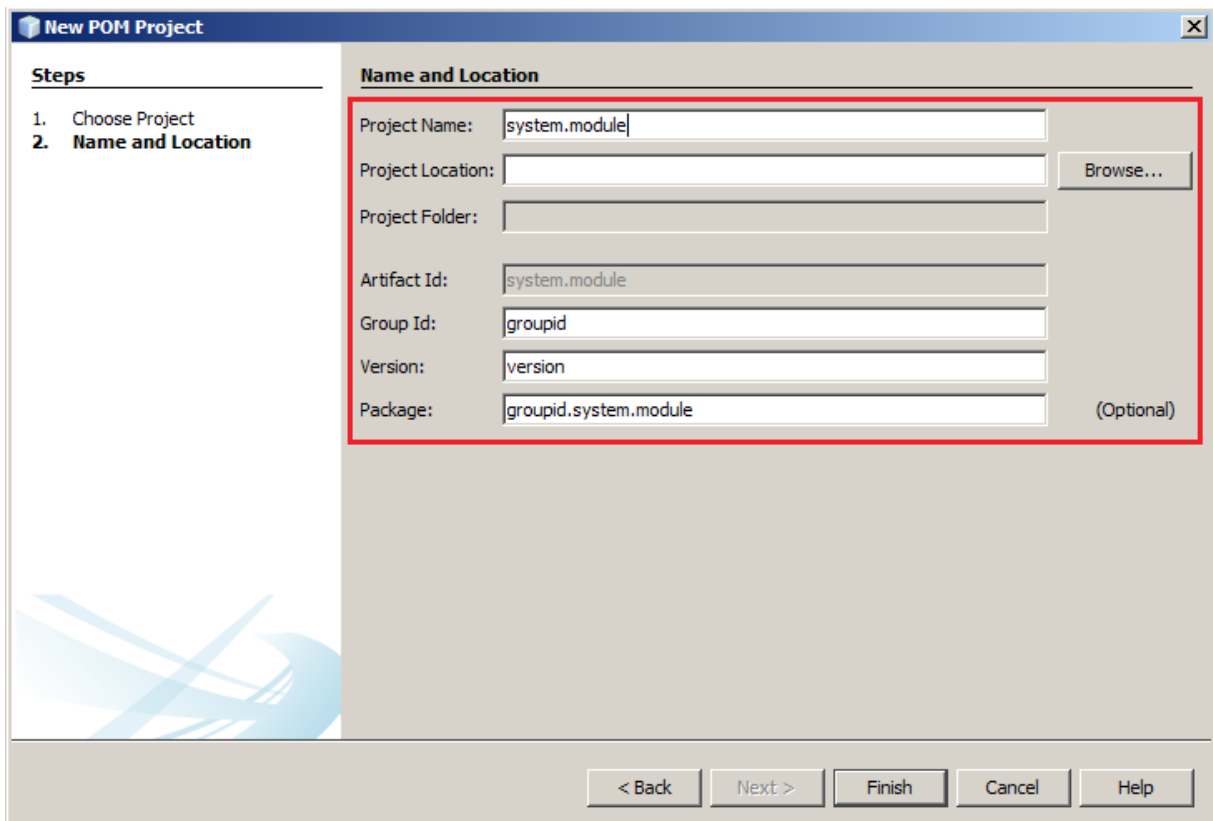 New POM Project
Steps
1. Choose Project
2. Name and Location
Name and Location
Project Name: system.module
Project Location: Browse...
Project Folder:
Artifact Id: system.module
Group Id: groupid
Version: version
Package: groupid.system.module (Optional)
< Back Next > Finish Cancel Help